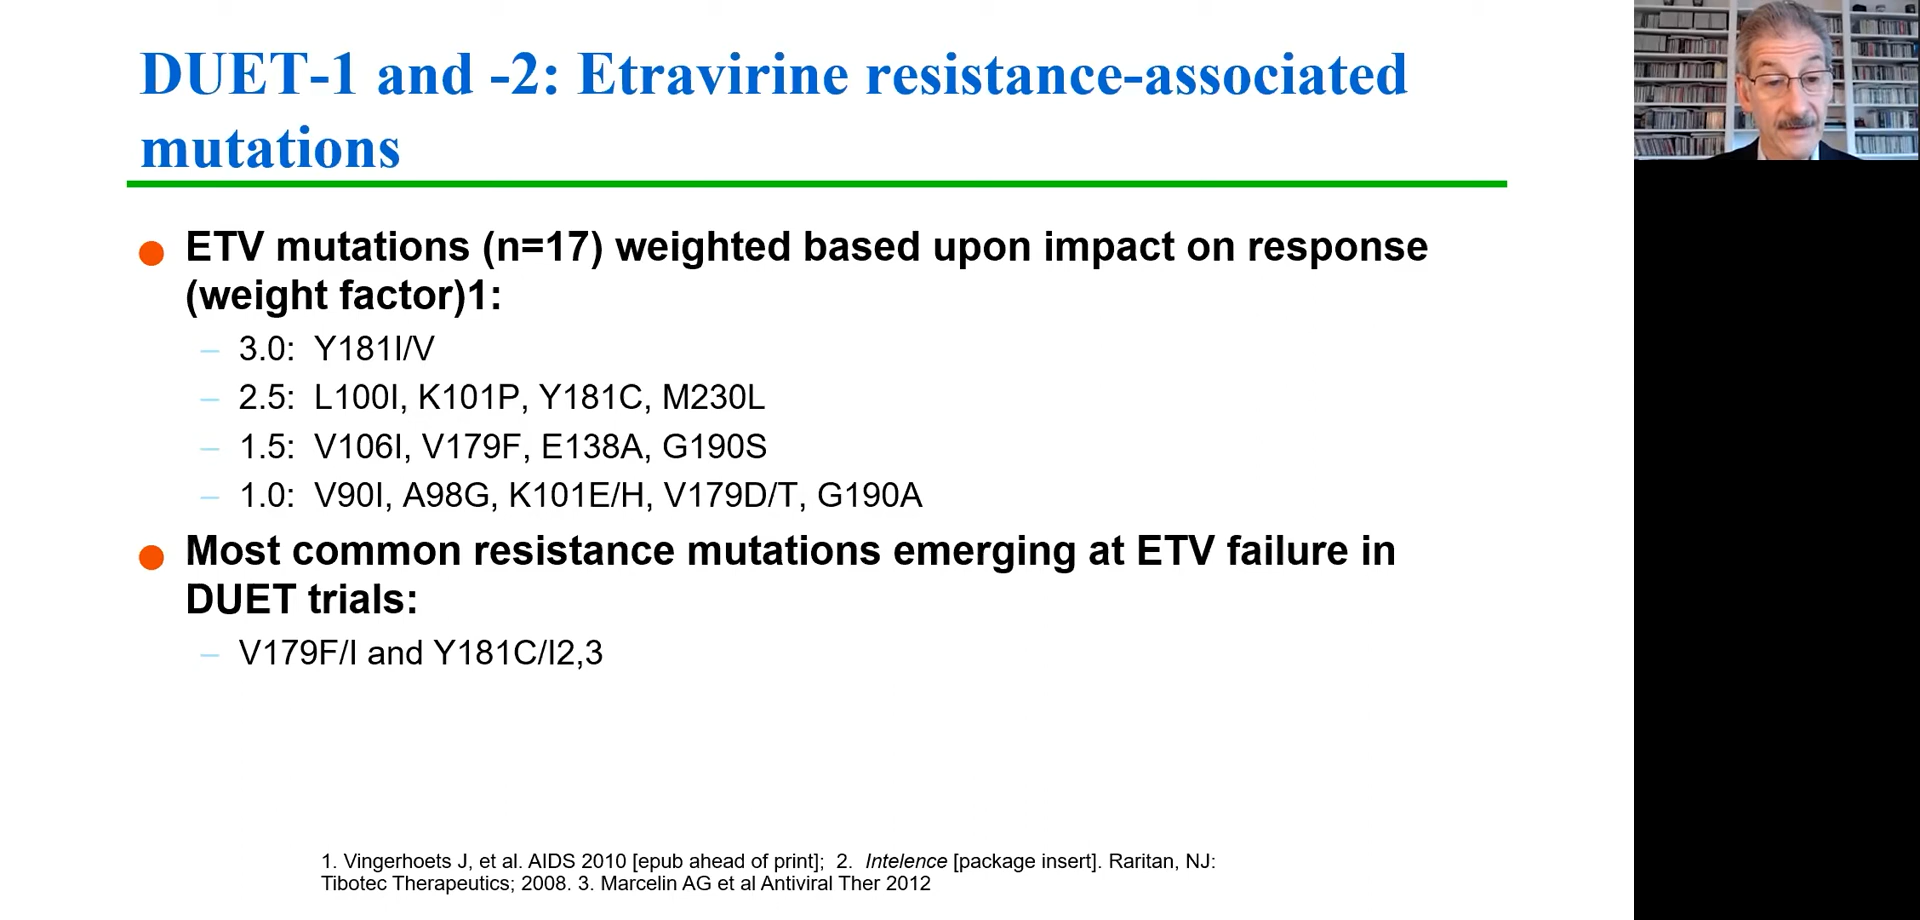 DUET-1 and -2: Etravirine resistance-associated
mutations
ETV mutations (n=17) weighted based upon impact on response
(weight factor)1:
– 3.0: Y181I/V
– 2.5: L100I, K101P, Y181C, M230L
– 1.5: V106I, V179F, E138A, G190S
– 1.0: V90I, A98G, K101E/H, V179D/T, G190A
Most common resistance mutations emerging at ETV failure in
DUET trials:
– V179F/I and Y181C/I2,3
1. Vingerhoets J, et al. AIDS 2010 [epub ahead of print]; 2. Intelence [package insert]. Raritan, NJ:
Tibotec Therapeutics; 2008. 3. Marcelin AG et al Antiviral Ther 2012